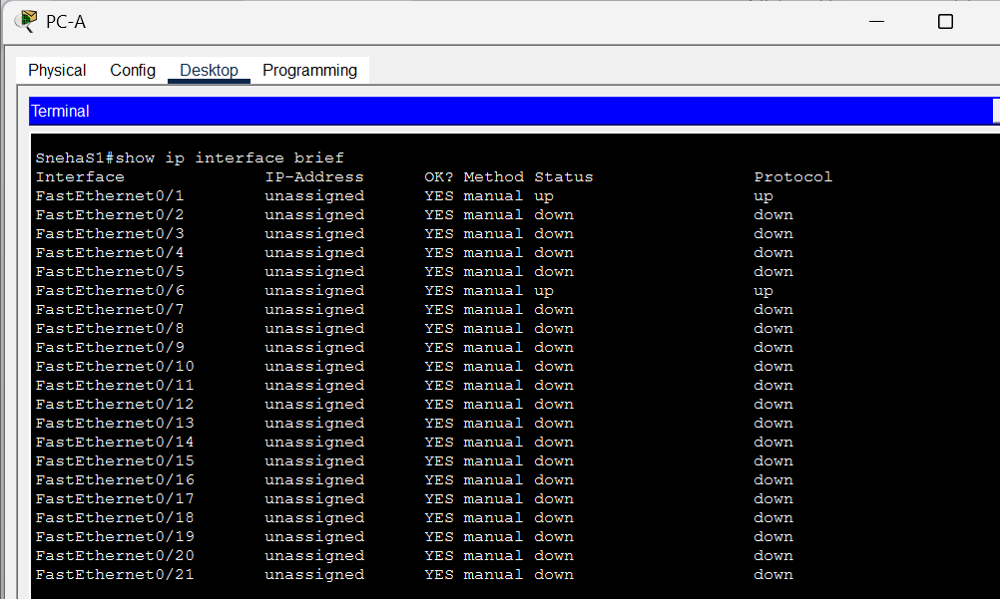 PC-A
Physical Config Desktop Programming
Terminal
SnehaS1#show ip interface brief
Interface IP-Address OK? Method Status Protocol
FastEthernet0/1 unassigned YES manual up up
FastEthernet0/2 unassigned YES manual down down
FastEthernet0/3 unassigned YES manual down down
FastEthernet0/4 unassigned YES manual down down
FastEthernet0/5 unassigned YES manual down down
FastEthernet0/6 unassigned YES manual up up
FastEthernet0/7 unassigned YES manual down down
FastEthernet0/8 unassigned YES manual down down
FastEthernet0/9 unassigned YES manual down down
FastEthernet0/10 unassigned YES manual down down
FastEthernet0/11 unassigned YES manual down down
FastEthernet0/12 unassigned YES manual down down
FastEthernet0/13 unassigned YES manual down down
FastEthernet0/14 unassigned YES manual down down
FastEthernet0/15 unassigned YES manual down down
FastEthernet0/16 unassigned YES manual down down
FastEthernet0/17 unassigned YES manual down down
FastEthernet0/18 unassigned YES manual down down
FastEthernet0/19 unassigned YES manual down down
FastEthernet0/20 unassigned YES manual down down
FastEthernet0/21 unassigned YES manual down down